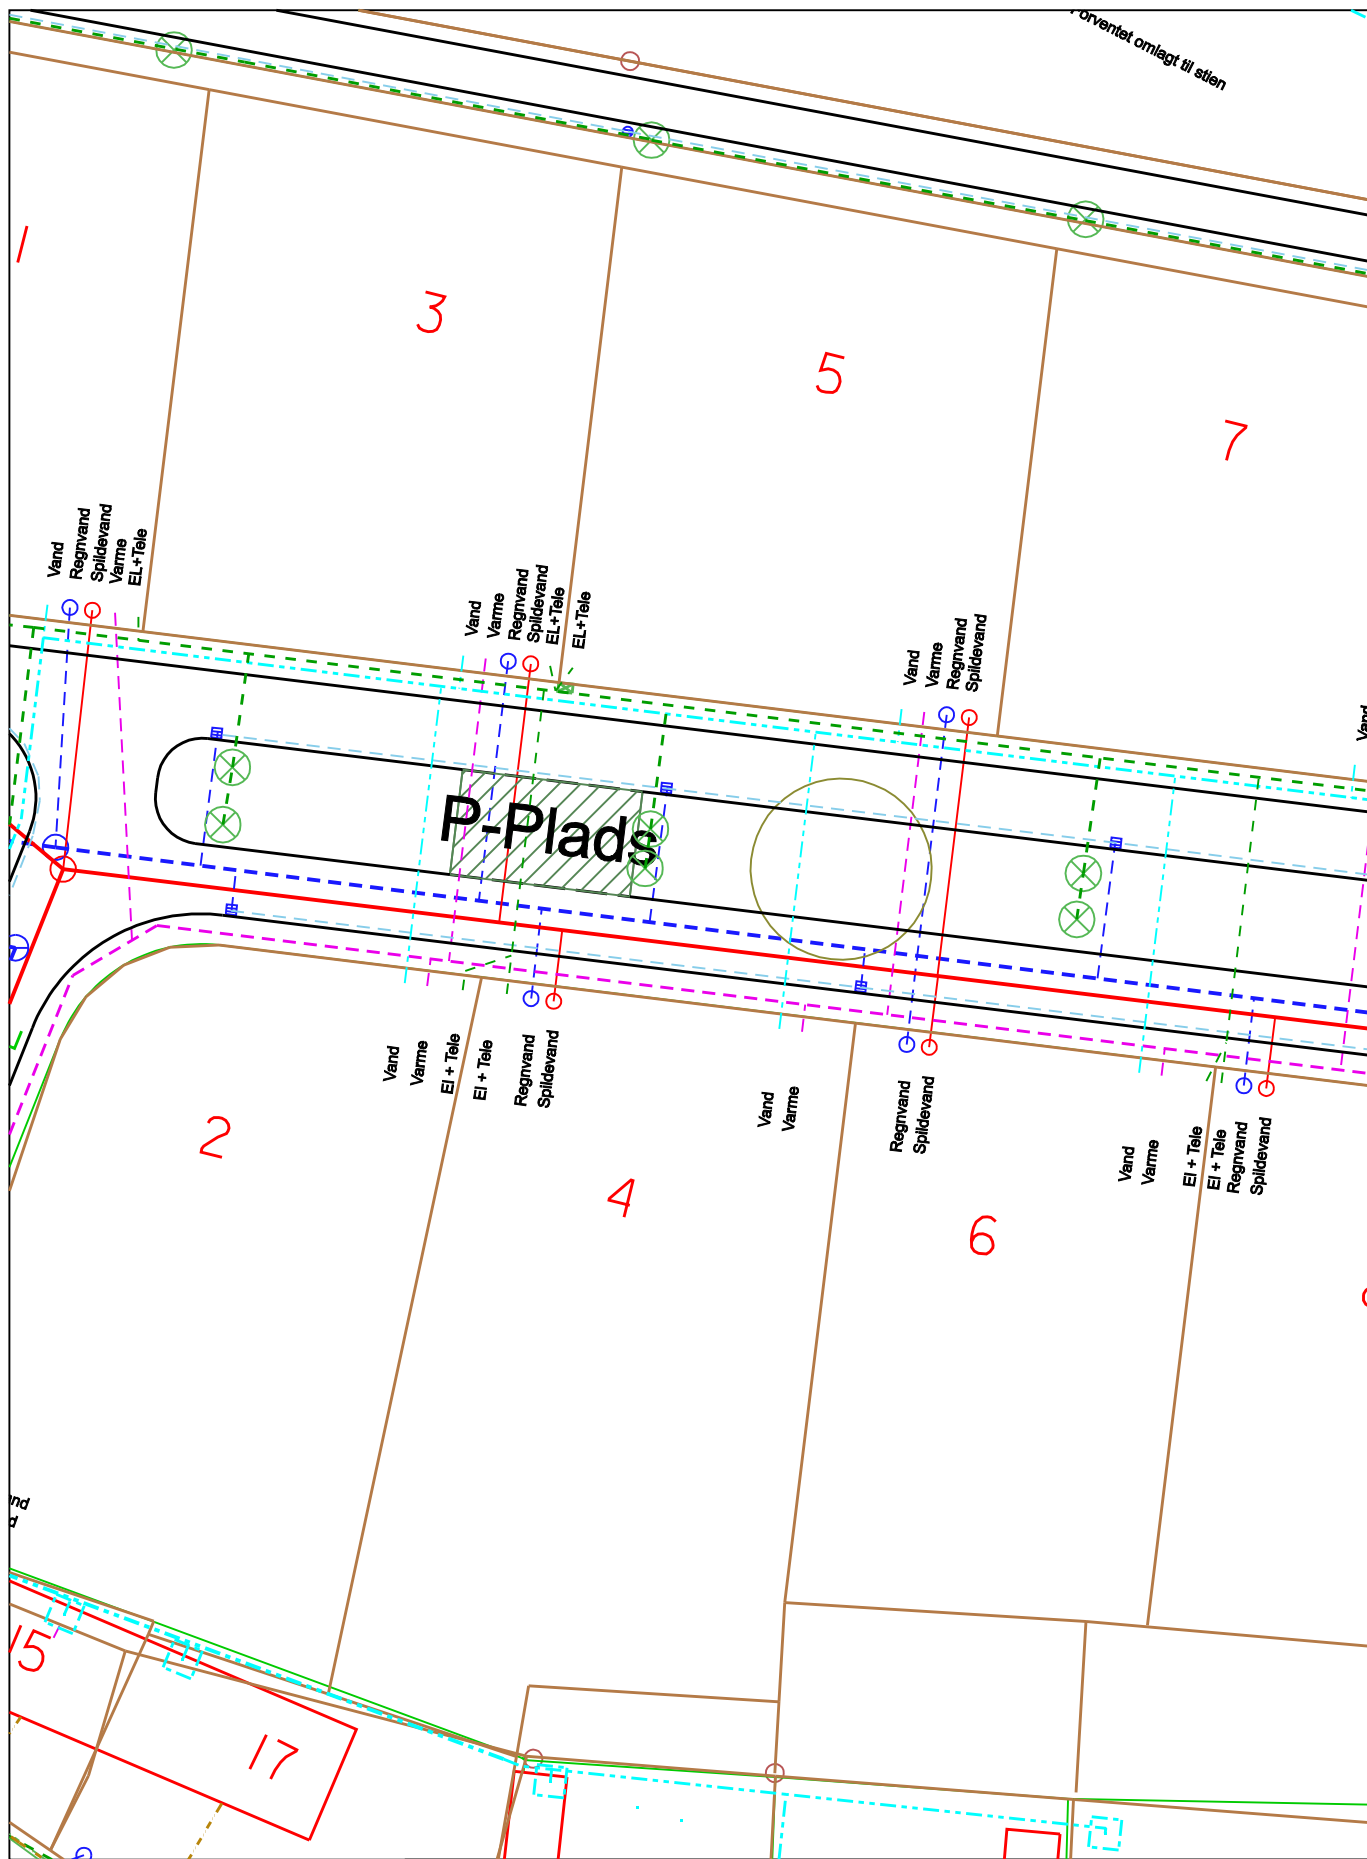 Forventet omlagt til stien
1
3
5
7
Vand
Regnvand
Spildevand
Varme
EL+Tele
Vand
Varme
Regnvand
Spildevand
EL+Tele
EL+Tele
Vand
Varme
Regnvand
Spildevand
Vand
P-Plads
Vand
Varme
El + Tele
El + Tele
Regnvand
Spildevand
Vand
Varme
Regnvand
Spildevand
Vand
Varme
El + Tele
El + Tele
Regnvand
Spildevand
2
4
6
15
17